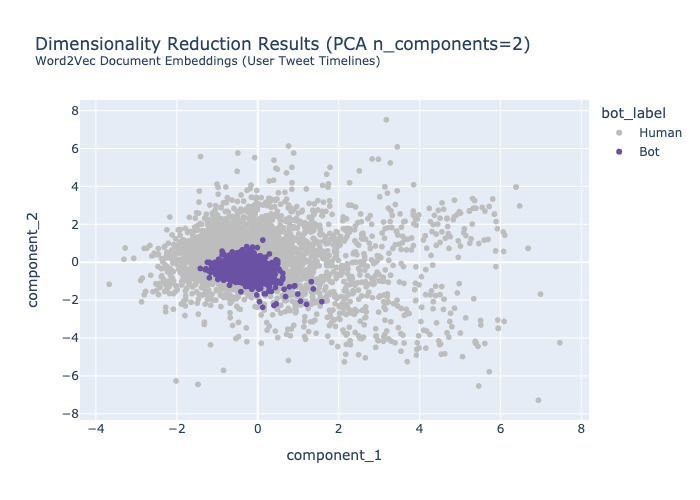 Dimensionality Reduction Results (PCA n_components=2)
Word2Vec Document Embeddings (User Tweet Timelines)
bot_label
Human
Bot
8
6
4
2
0
−2
−4
−6
−8
component_2
−4
−2
0
2
4
6
8
component_1